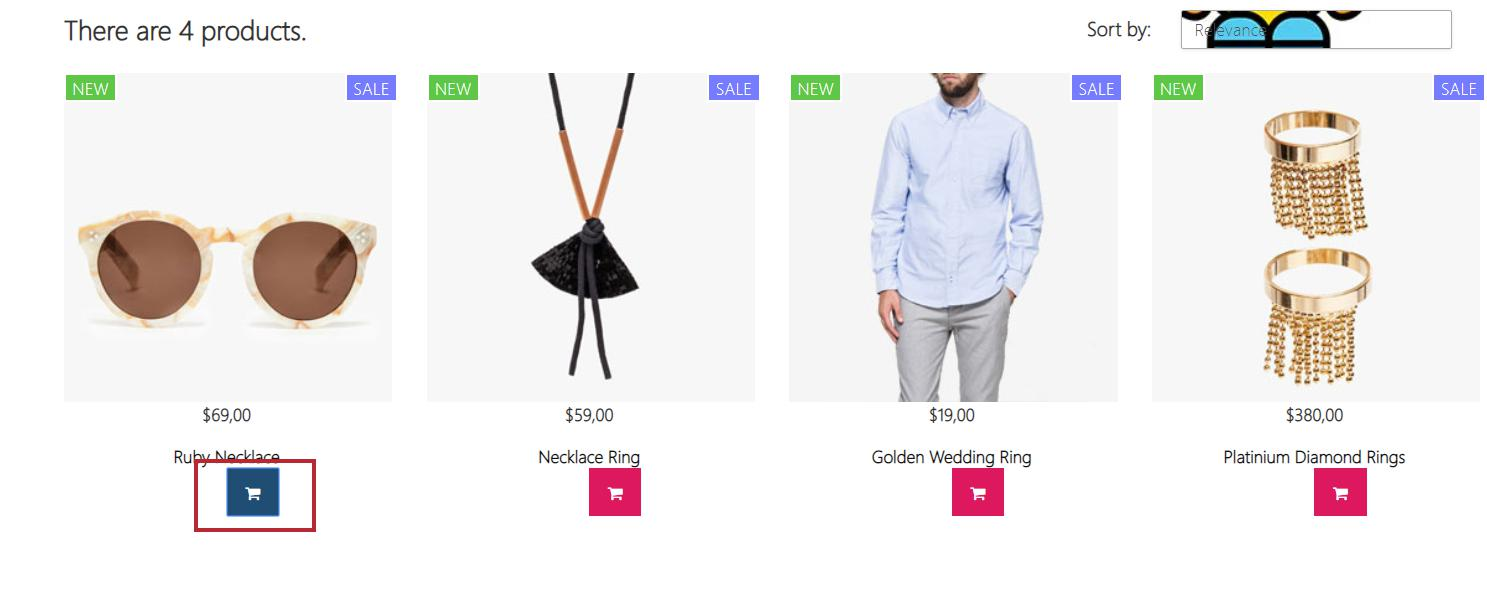 There are 4 products.
Sort by:
Relevance
NEW
SALE
NEW
SALE
NEW
SALE
NEW
SALE
$69,00
$59,00
$19,00
$380,00
Ruby Necklace
Necklace Ring
Golden Wedding Ring
Platinium Diamond Rings